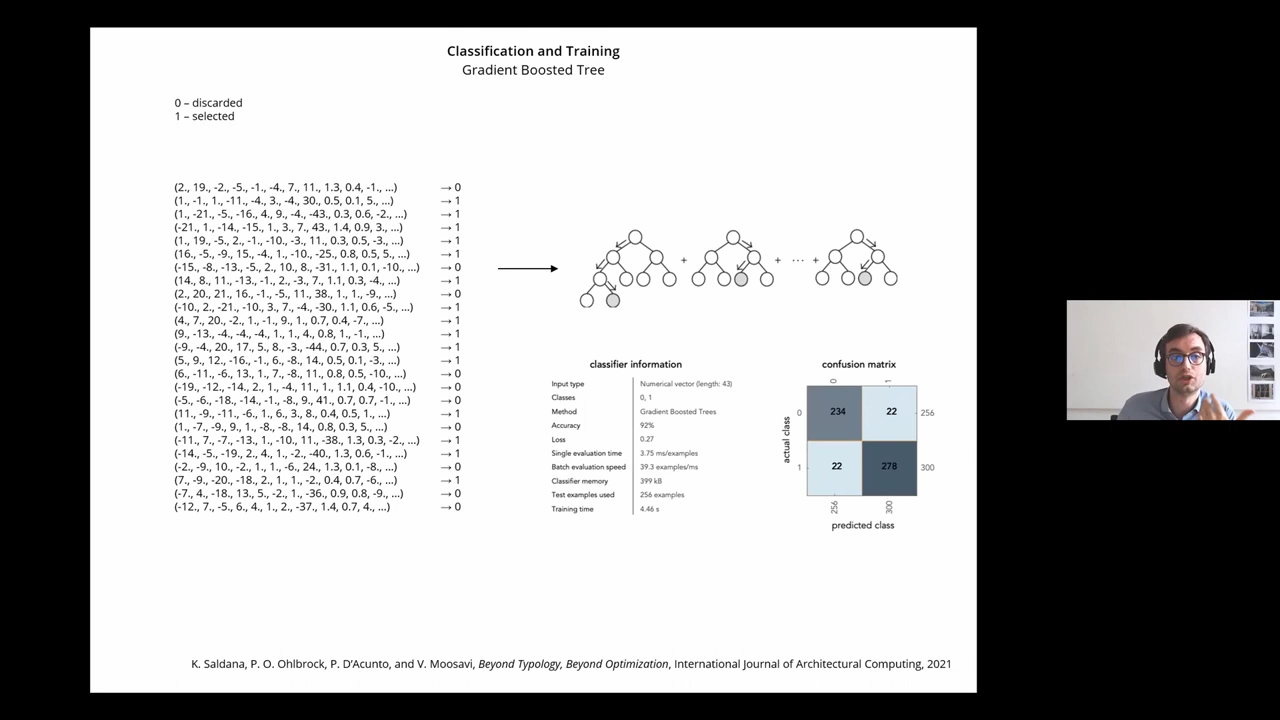 Classification and Training
Gradient Boosted Tree
0 – discarded
1 – selected
(2., 19., -2., -5., -1., -4., 7., 11., 1.3, 0.4, -1., ...) → 0
(1., -1., 1., -11., -4., 3., -4., 30., 0.5, 0.1, 5., ...) → 1
(1., -21., -5., -16., 4., 9., -4., -43., 0.3, 0.6, -2., ...) → 1
(-21., 1., -14., -15., 1., 3., 7., 43., 1.4, 0.9, 3., ...) → 1
(1., 19., -5., 2., -1., -10., -3., 11., 0.3, 0.5, -3., ...) → 1
(16., -5., -9., 15., -4., 1., -10., -25., 0.8, 0.5, 5., ...) → 1
(-15., -8., -13., -5., 2., 10., 8., -31., 1.1, 0.1, -10., ...) → 0
(14., 8., 11., -13., -1., 2., -3., 7., 1.1, 0.3, -4., ...) → 1
(2., 20., 21., 16., -1., -5., 11., 38., 1., 1., -9., ...) → 0
(-10., 2., -21., -10., 3., 7., -4., -30., 1.1, 0.6, -5., ...) → 1
(4., 7., 20., -2., 1., -1., 9., 1., 0.7, 0.4, -7., ...) → 1
(9., -13., -4., -4., -4., 1., 1., 4., 0.8, 1., -1., ...) → 1
(-9., -4., 20., 17., 5., 8., -3., -44., 0.7, 0.3, 5., ...) → 1
(5., 9., 12., -16., -1., 6., -8., 14., 0.5, 0.1, -3., ...) → 1
(6., -11., -6., 13., 1., 7., -8., 11., 0.8, 0.5, -10., ...) → 0
(-19., -12., -14., 2., 1., -4., 11., 1., 1.1, 0.4, -10., ...) → 0
(-5., -6., -18., -14., -1., -8., 9., 41., 0.7, 0.7, -1., ...) → 0
(11., -9., -11., -6., 1., 6., 3., 8., 0.4, 0.5, 1., ...) → 1
(1., -7., -9., 9., 1., -8., -8., 14., 0.8, 0.3, 5., ...) → 0
(-11., 7., -7., -13., 1., -10., 11., -38., 1.3, 0.3, -2., ...) → 1
(-14., -5., -19., 2., 4., 1., -2., -40., 1.3, 0.6, -1., ...) → 1
(-2., -9., 10., -2., 1., 1., -6., 24., 1.3, 0.1, -8., ...) → 0
(7., -9., -20., -18., 2., 1., 1., -2., 0.4, 0.7, -6., ...) → 1
(-7., 4., -18., 13., 5., -2., 1., -36., 0.9, 0.8, -9., ...) → 0
(-12., 7., -5., 6., 4., 1., 2., -37., 1.4, 0.7, 4., ...) → 0
+ + ... +
classifier information
Input type Numerical vector (length: 43)
Classes 0, 1
Method Gradient Boosted Trees
Accuracy 92%
Loss 0.27
Single evaluation time 3.75 ms/examples
Batch evaluation speed 39.3 examples/ms
Classifier memory 399 kB
Test examples used 256 examples
Training time 4.46 s
confusion matrix
0 1
actual class
0 234 22 256
1 22 278 300
256 300
predicted class
K. Saldana, P. O. Ohlbrock, P. D'Acunto, and V. Moosavi, Beyond Typology, Beyond Optimization, International Journal of Architectural Computing, 2021